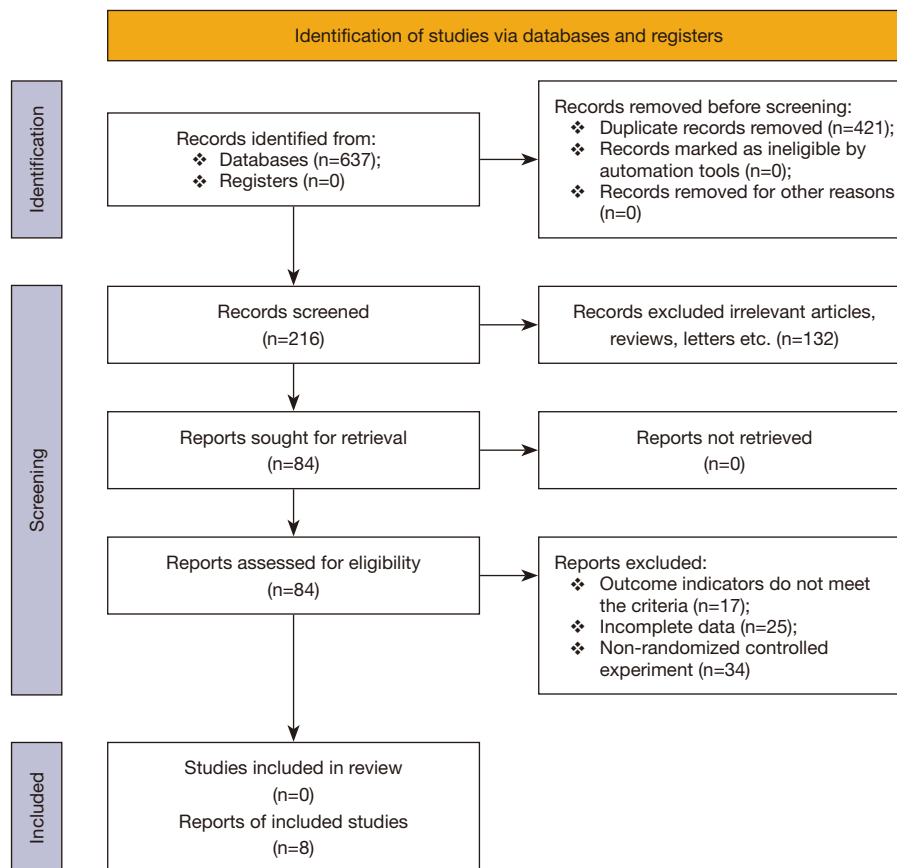 Identification of studies via databases and registers
Identification
Records identified from:
❖ Databases (n=637);
❖ Registers (n=0)
Records removed before screening:
❖ Duplicate records removed (n=421);
❖ Records marked as ineligible by
automation tools (n=0);
❖ Records removed for other reasons
(n=0)
Screening
Records screened
(n=216)
Records excluded irrelevant articles,
reviews, letters etc. (n=132)
Reports sought for retrieval
(n=84)
Reports not retrieved
(n=0)
Reports assessed for eligibility
(n=84)
Reports excluded:
❖ Outcome indicators do not meet
the criteria (n=17);
❖ Incomplete data (n=25);
❖ Non-randomized controlled
experiment (n=34)
Included
Studies included in review
(n=0)
Reports of included studies
(n=8)